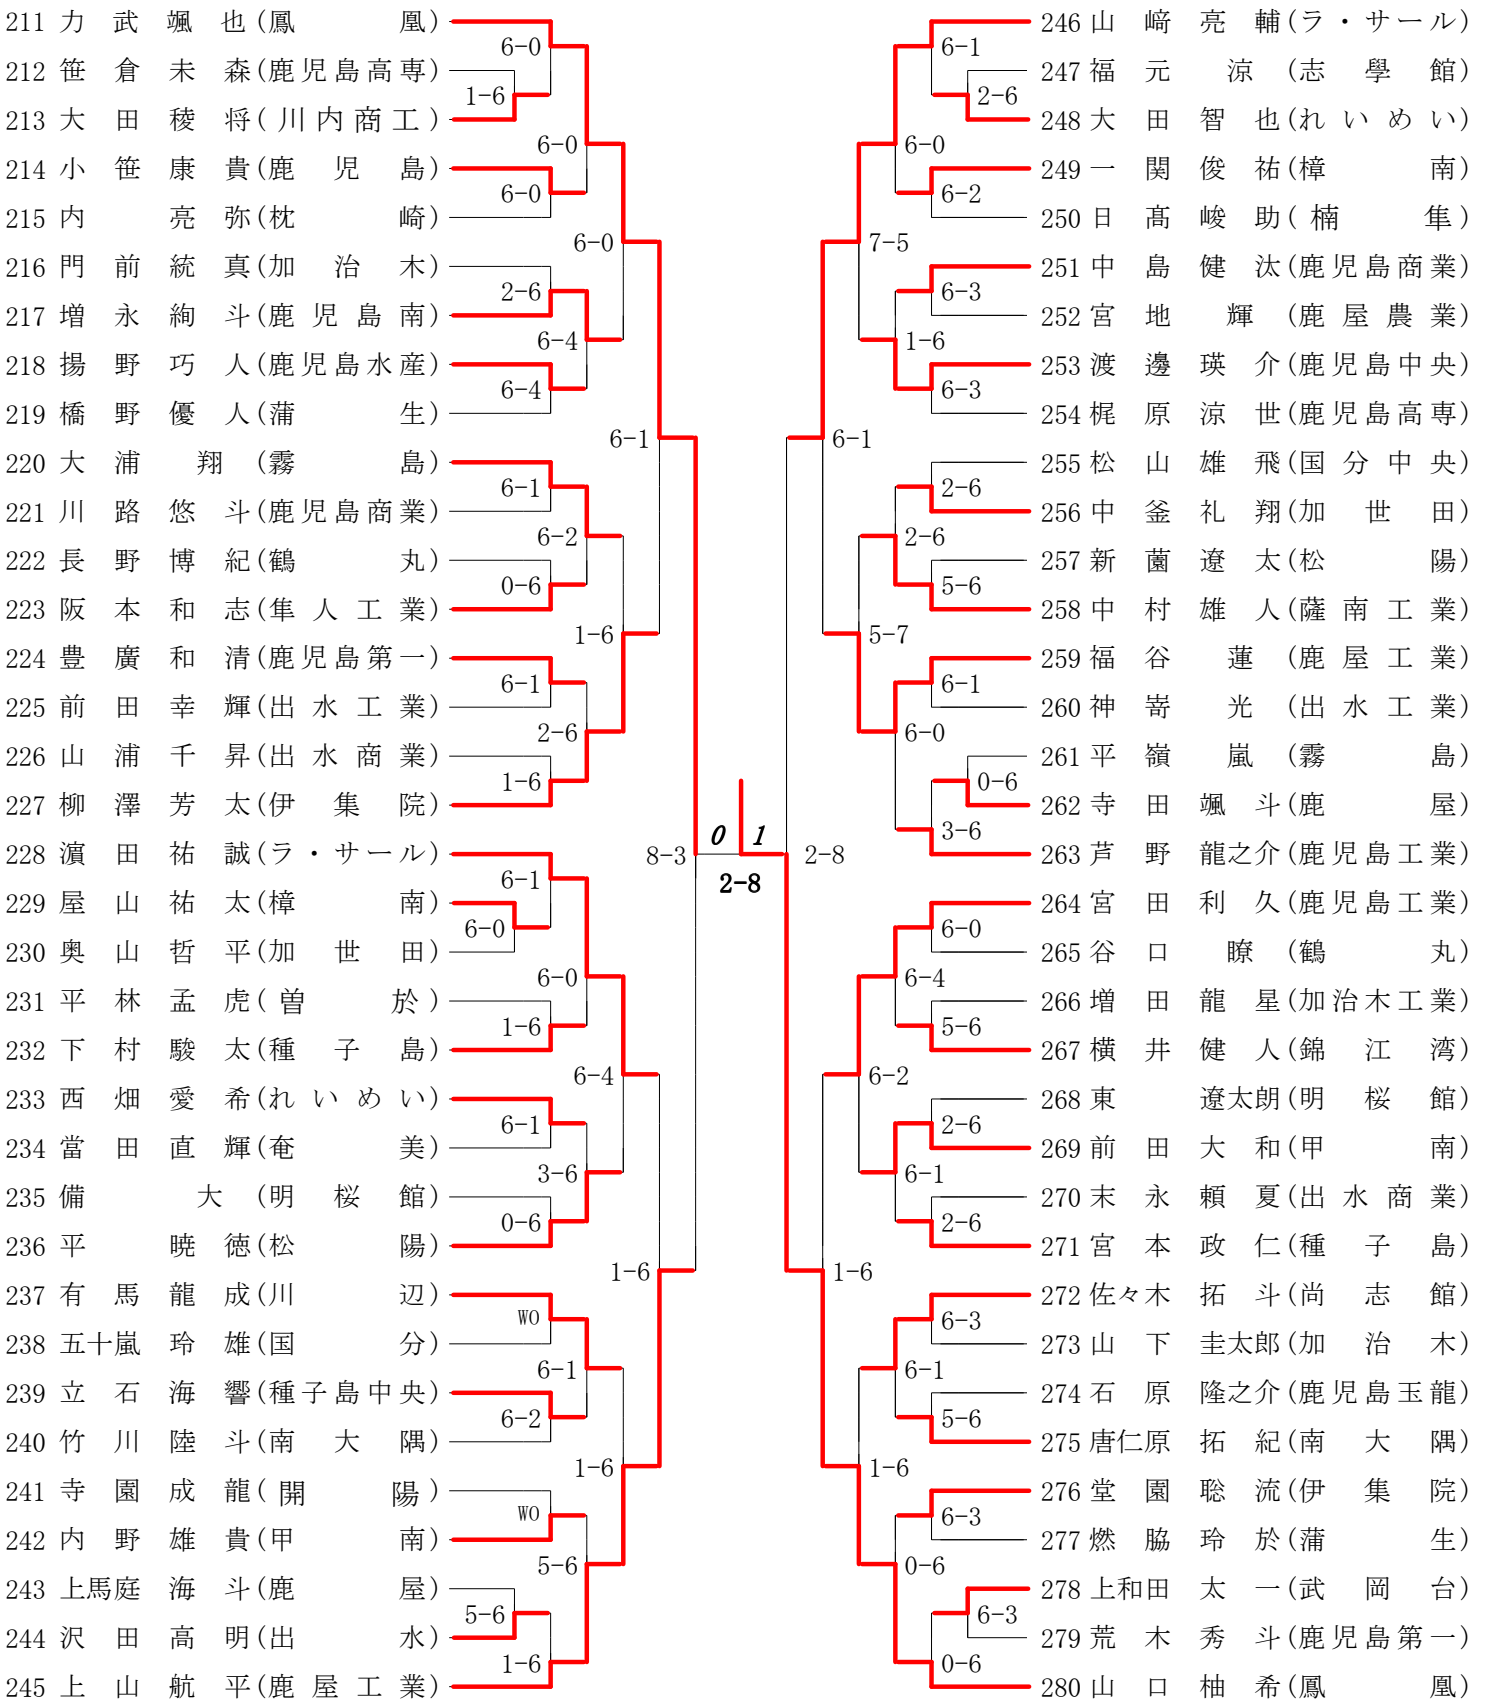 211 力武颯也(鳳凰)
6-0
212 笹倉未森(鹿児島高専)
1-6
213 大田稜将(川内商工)
6-0
214 小笹康貴(鹿児島)
6-0
215 内亮弥(枕崎)
6-0
216 門前統真(加治木)
2-6
217 増永絢斗(鹿児島南)
6-4
218 揚野巧人(鹿児島水産)
6-4
219 橋野優人(蒲生)
6-1
220 大浦翔(霧島)
6-1
221 川路悠斗(鹿児島商業)
6-2
222 長野博紀(鶴丸)
0-6
223 阪本和志(隼人工業)
1-6
224 豊廣和清(鹿児島第一)
6-1
225 前田幸輝(出水工業)
2-6
226 山浦千昇(出水商業)
1-6
227 柳澤芳太(伊集院)
8-3
228 濵田祐誠(ラ・サール)
6-1
229 屋山祐太(樟南)
6-0
230 奥山哲平(加世田)
6-0
231 平林孟虎(曽於)
1-6
232 下村駿太(種子島)
6-4
233 西畑愛希(れいめい)
6-1
234 當田直輝(奄美)
3-6
235 備大(明桜館)
0-6
236 平暁徳(松陽)
1-6
237 有馬龍成(川辺)
WO
238 五十嵐玲雄(国分)
6-1
239 立石海響(種子島中央)
6-2
240 竹川陸斗(南大隅)
1-6
241 寺園成龍(開陽)
WO
242 内野雄貴(甲南)
5-6
243 上馬庭海斗(鹿屋)
5-6
244 沢田高明(出水)
1-6
245 上山航平(鹿屋工業)
0 1
2-8
246 山﨑亮輔(ラ・サール)
6-1
247 福元涼(志學館)
2-6
248 大田智也(れいめい)
6-0
249 一関俊祐(樟南)
6-2
250 日髙峻助(楠隼)
7-5
251 中島健汰(鹿児島商業)
6-3
252 宮地輝(鹿屋農業)
1-6
253 渡邊瑛介(鹿児島中央)
6-3
254 梶原涼世(鹿児島高専)
6-1
255 松山雄飛(国分中央)
2-6
256 中釜礼翔(加世田)
2-6
257 新薗遼太(松陽)
5-6
258 中村雄人(薩南工業)
5-7
259 福谷蓮(鹿屋工業)
6-1
260 神嵜光(出水工業)
6-0
261 平嶺嵐(霧島)
0-6
262 寺田颯斗(鹿屋)
3-6
263 芦野龍之介(鹿児島工業)
2-8
264 宮田利久(鹿児島工業)
6-0
265 谷口瞭(鶴丸)
6-4
266 増田龍星(加治木工業)
5-6
267 横井健人(錦江湾)
6-2
268 東遼太朗(明桜館)
2-6
269 前田大和(甲南)
6-1
270 末永頼夏(出水商業)
2-6
271 宮本政仁(種子島)
1-6
272 佐々木拓斗(尚志館)
6-3
273 山下圭太郎(加治木)
6-1
274 石原隆之介(鹿児島玉龍)
5-6
275 唐仁原拓紀(南大隅)
1-6
276 堂園聡流(伊集院)
6-3
277 燃脇玲於(蒲生)
0-6
278 上和田太一(武岡台)
6-3
279 荒木秀斗(鹿児島第一)
0-6
280 山口柚希(鳳凰)